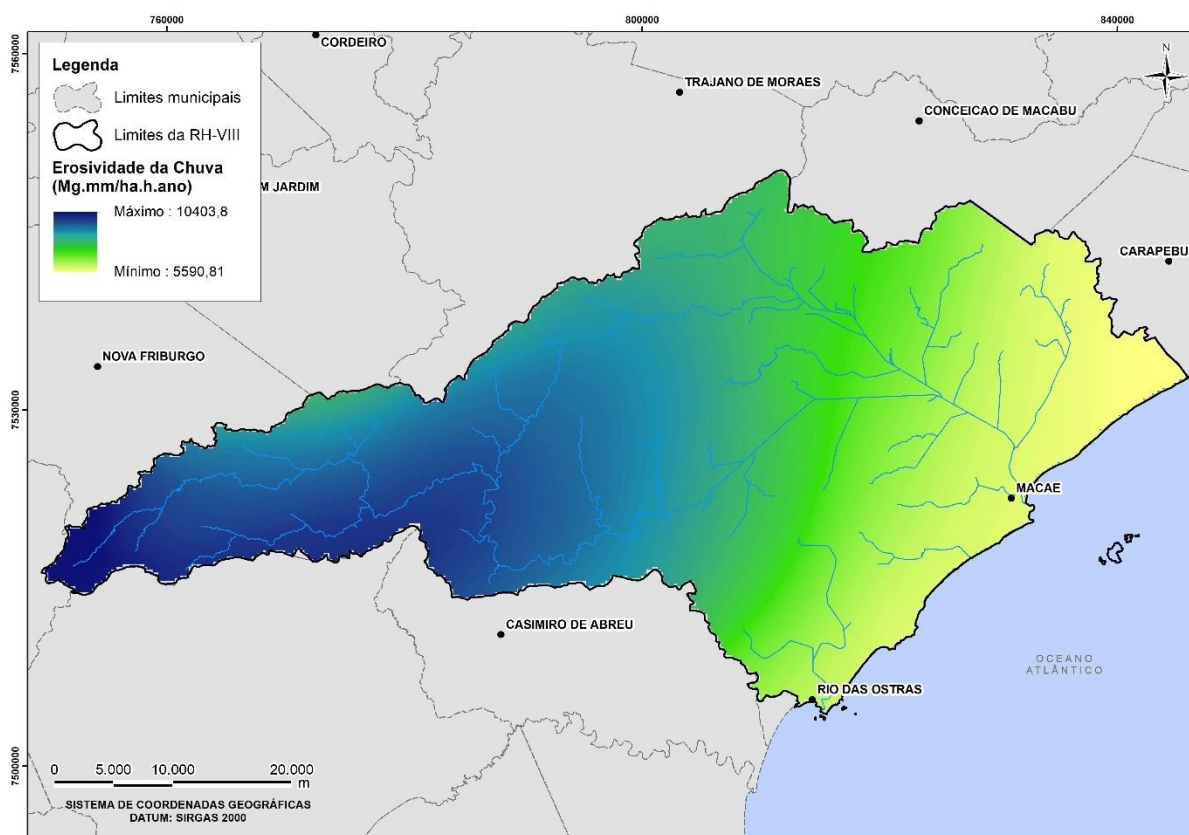 760000
800000
840000
7560000
7530000
7500000
Legenda
Limites municipais
Limites da RH-VIII
Erosividade da Chuva
(Mg.mm/ha.h.ano)
Máximo : 10403,8
Mínimo : 5590,81
CORDEIRO
TRAJANO DE MORAES
N
CONCEICAO DE MACABU
M JARDIM
CARAPEBU
NOVA FRIBURGO
MACAE
CASIMIRO DE ABREU
OCEANO
ATLÂNTICO
RIO DAS OSTRAS
0 5.000 10.000 20.000
m
SISTEMA DE COORDENADAS GEOGRÁFICAS
DATUM: SIRGAS 2000